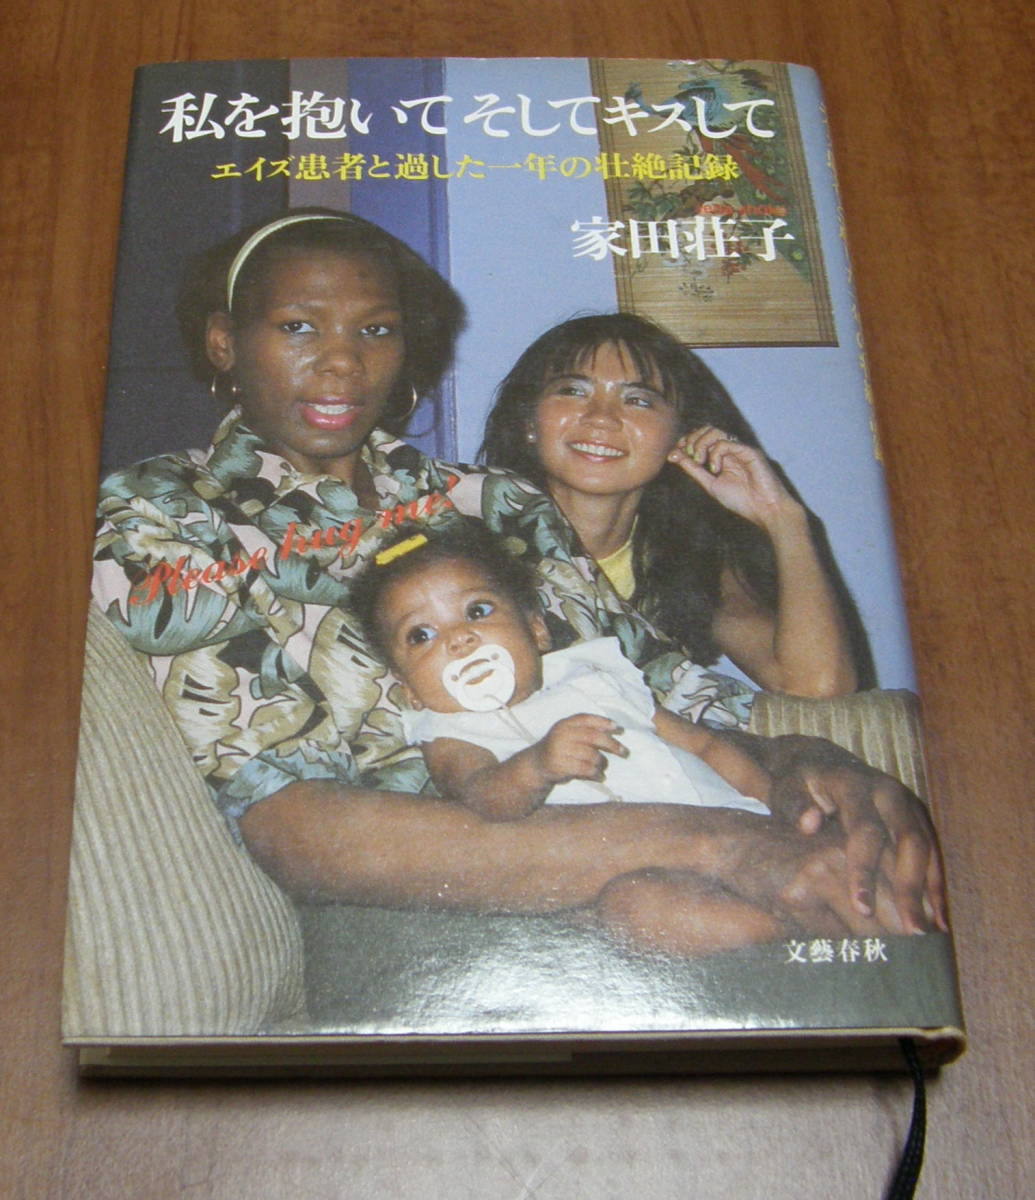 私を抱いてそしてキスして
エイズ患者と過した一年の壮絶記録
家田荘子
Please hug me!
文藝春秋